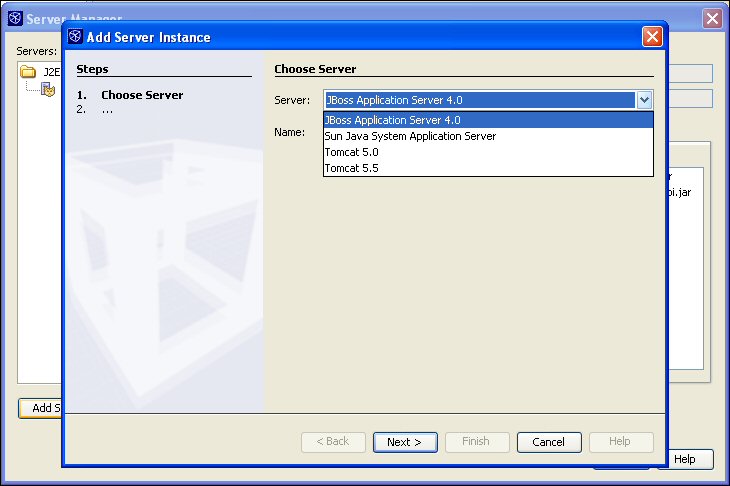 Server Manager
Add Server Instance
Servers:
J2E
Steps
1. Choose Server
2. ...
Choose Server
Server: JBoss Application Server 4.0
JBoss Application Server 4.0
Sun Java System Application Server
Tomcat 5.0
Tomcat 5.5
Name:
r
oi.jar
Add S
< Back
Next >
Finish
Cancel
Help
Help